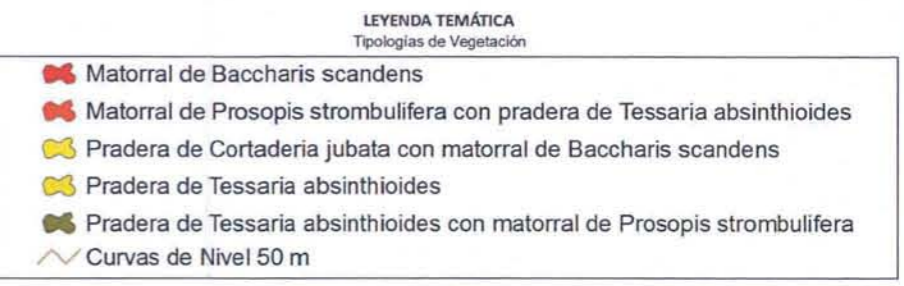 LEYENDA TEMÁTICA
Tipologías de Vegetación
Matorral de Baccharis scandens
Matorral de Prosopis strombulifera con pradera de Tessaria absinthioides
Pradera de Cortaderia jubata con matorral de Baccharis scandens
Pradera de Tessaria absinthioides
Pradera de Tessaria absinthioides con matorral de Prosopis strombulifera
Curvas de Nivel 50 m